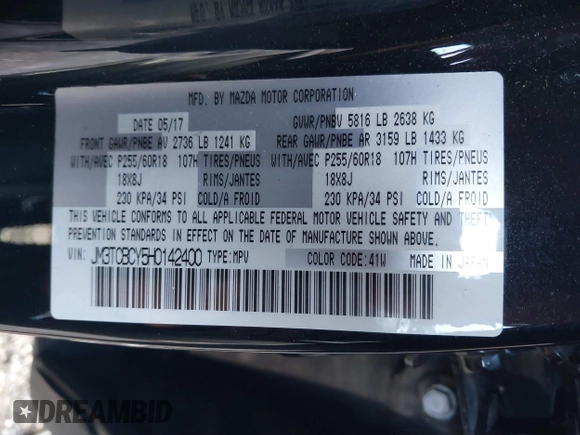 MFD. BY MAZDA MOTOR CORPORATION
DATE 05/17 GVWR/PNBV 5816 LB 2638 KG
FRONT GAWR/PNBE AV 2736 LB 1241 KG REAR GAWR/PNBE AR 3159 LB 1433 KG
WITH/AVEC P255/60R18 107H TIRES/PNEUS WITH/AVEC P255/60R18 107H TIRES/PNEUS
18X8J RIMS/JANTES 18X8J RIMS/JANTES
230 KPA/34 PSI COLD/A FROID 230 KPA/34 PSI COLD/A FROID
THIS VEHICLE CONFORMS TO ALL APPLICABLE FEDERAL MOTOR VEHICLE SAFETY AND THEFT
PREVENTION STANDARDS IN EFFECT ON THE DATE OF MANUFACTURE SHOWN ABOVE.
VIN: JM3TCBCY5H0142400 TYPE: MPV COLOR CODE: 41W MADE IN JAPAN
DREAMBID